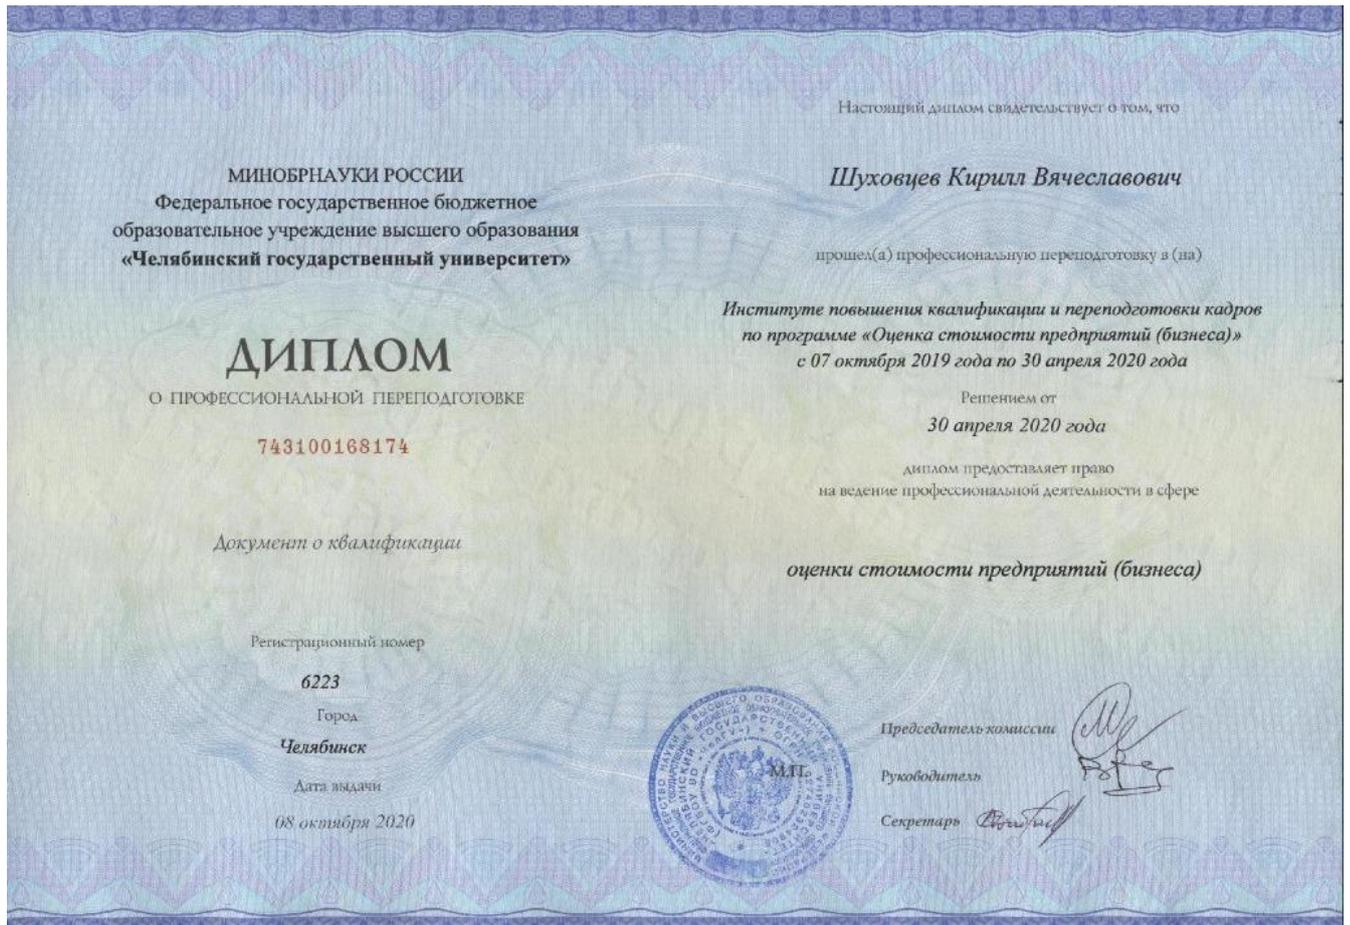 МИНОБРНАУКИ РОССИИ
Федеральное государственное бюджетное
образовательное учреждение высшего образования
«Челябинский государственный университет»
ДИПЛОМ
О ПРОФЕССИОНАЛЬНОЙ ПЕРЕПОДГОТОВКЕ
743100168174
Документ о квалификации
Регистрационный номер
6223
Город
Челябинск
Дата выдачи
08 октября 2020
Настоящий диплом свидетельствует о том, что
Шуховцев Кирилл Вячеславович
прошел(а) профессиональную переподготовку в (на)
Институте повышения квалификации и переподготовки кадров
по программе «Оценка стоимости предприятий (бизнеса)»
с 07 октября 2019 года по 30 апреля 2020 года
Решением от
30 апреля 2020 года
диплом предоставляет право
на ведение профессиональной деятельности в сфере
оценки стоимости предприятий (бизнеса)
Председатель комиссии
М.П.
Руководитель
Секретарь